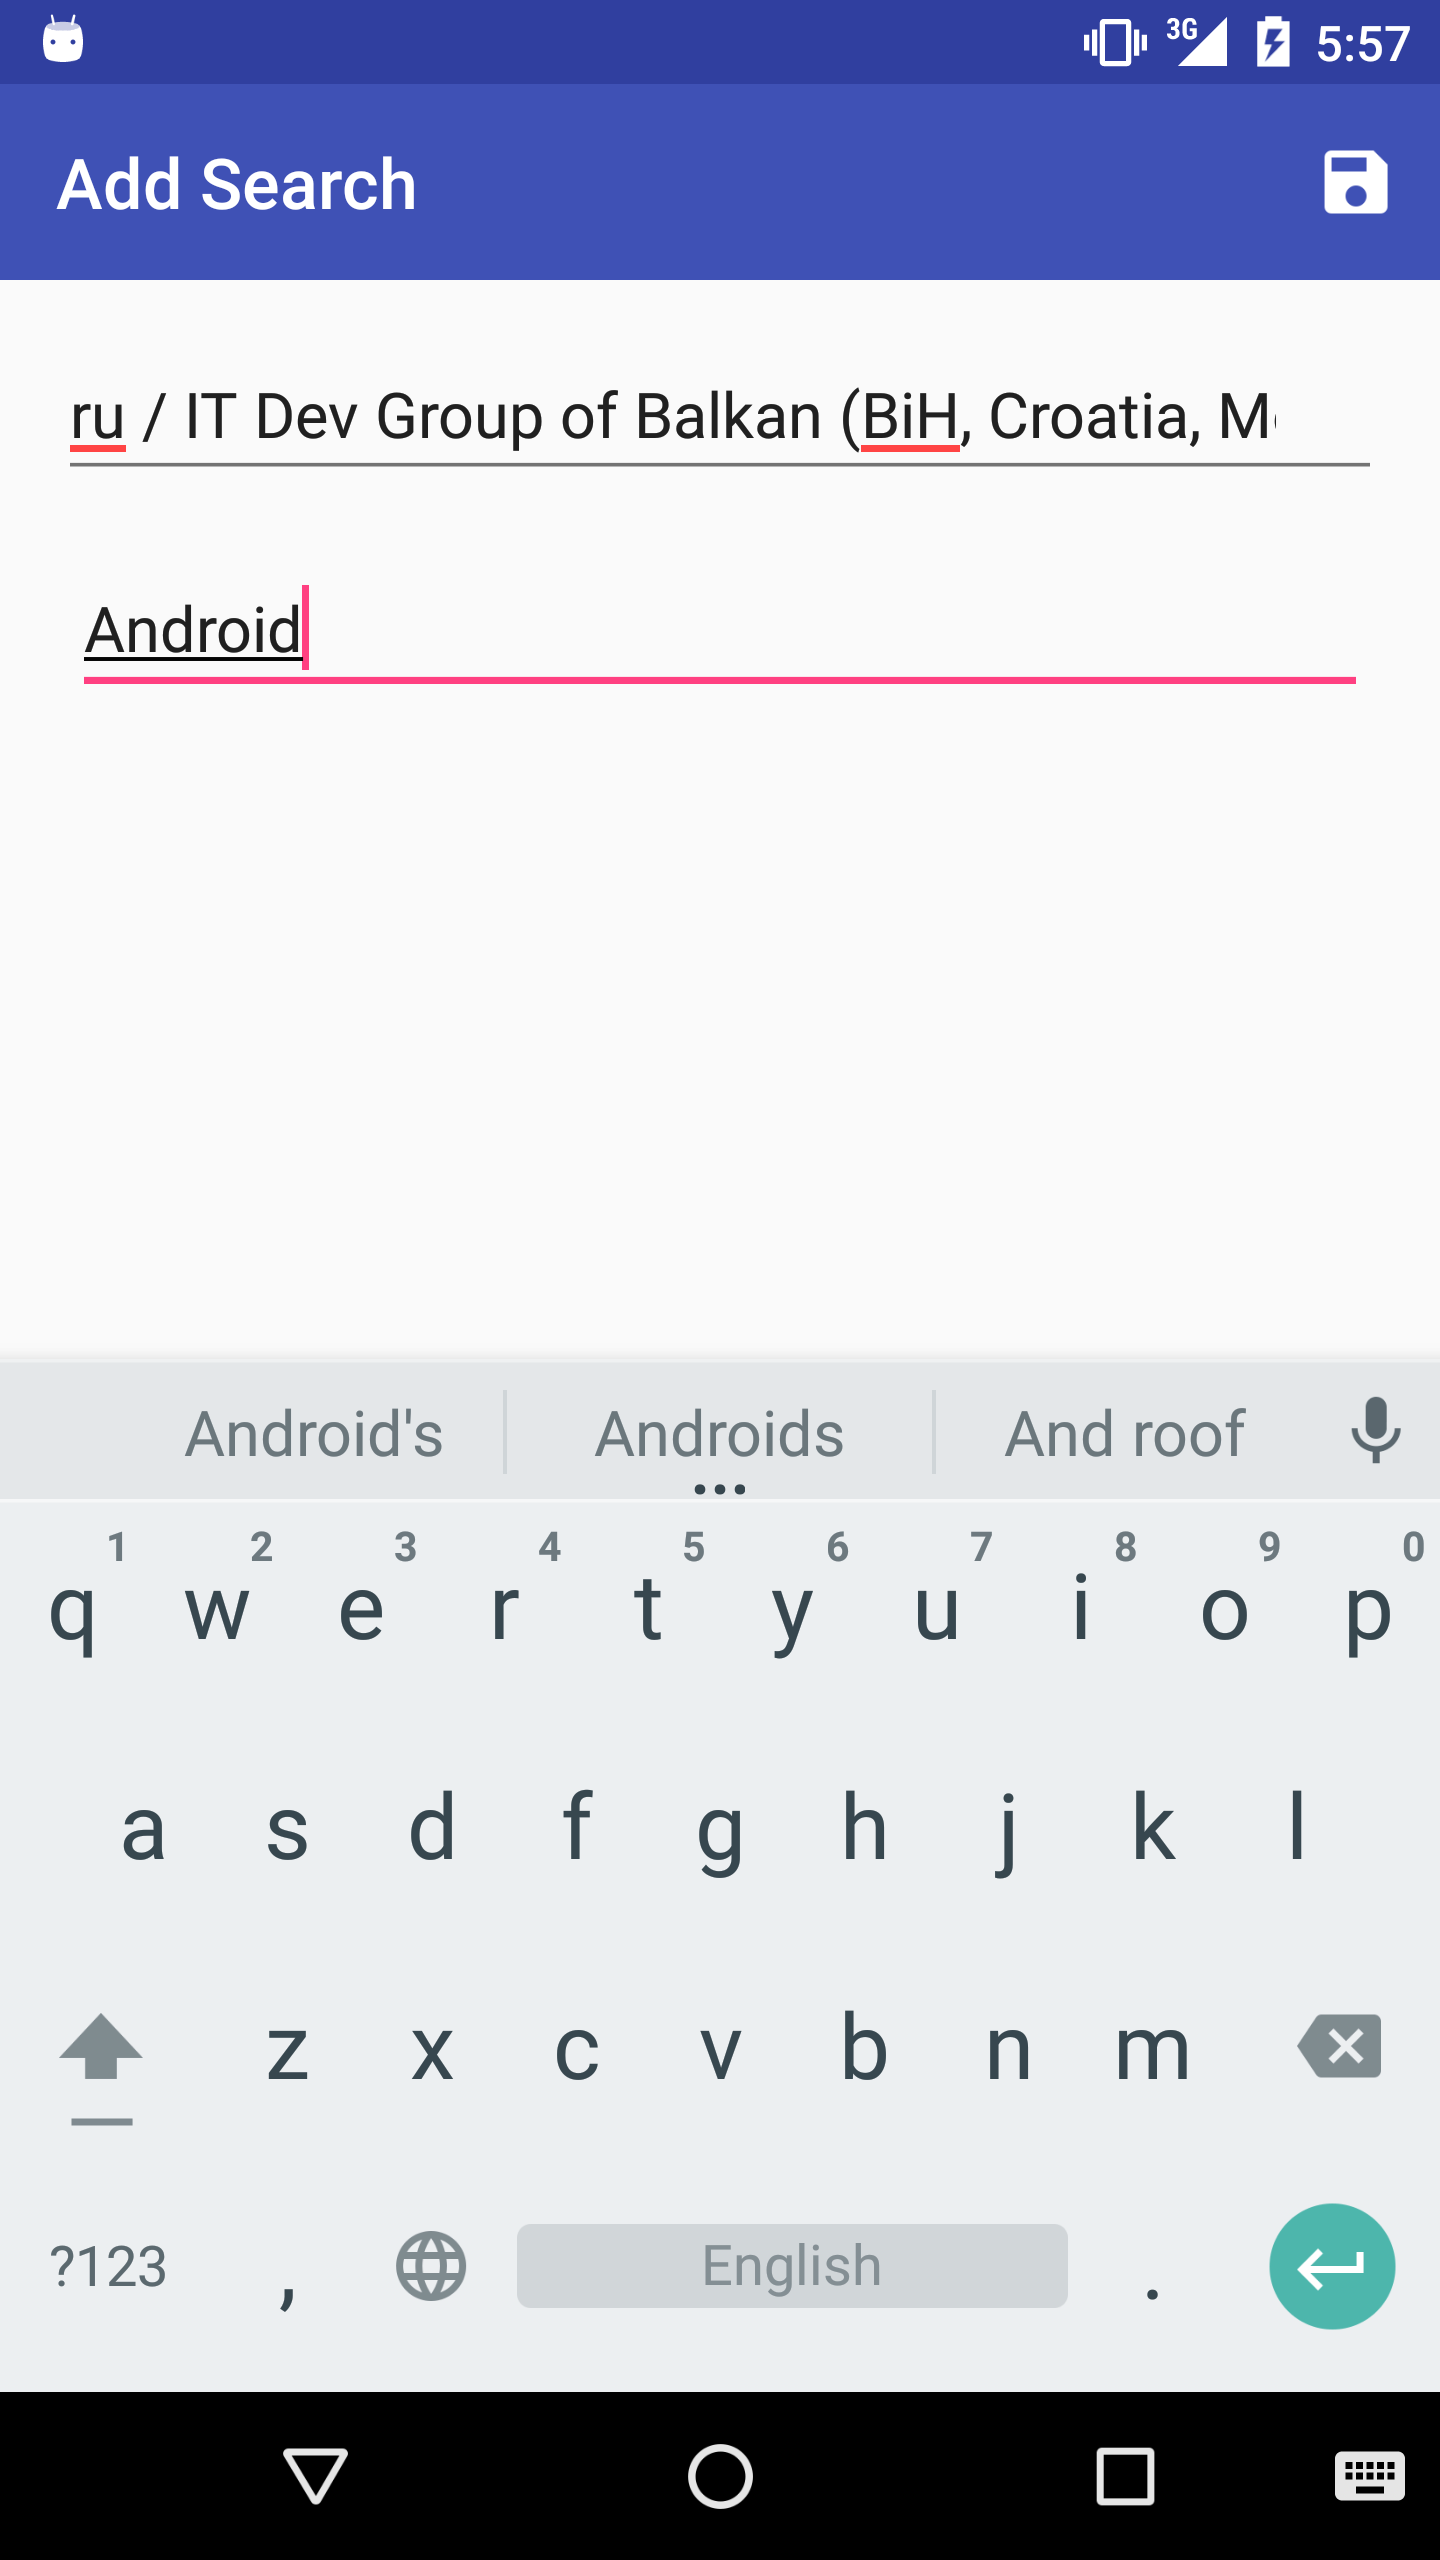 3G 5:57
Add Search
ru / IT Dev Group of Balkan (BiH, Croatia,
Android
Android's Androids And roof
1 2 3 4 5 6 7 8 9 0
q w e r t y u i o p
a s d f g h j k l
z x c v b n m
?123 , English .